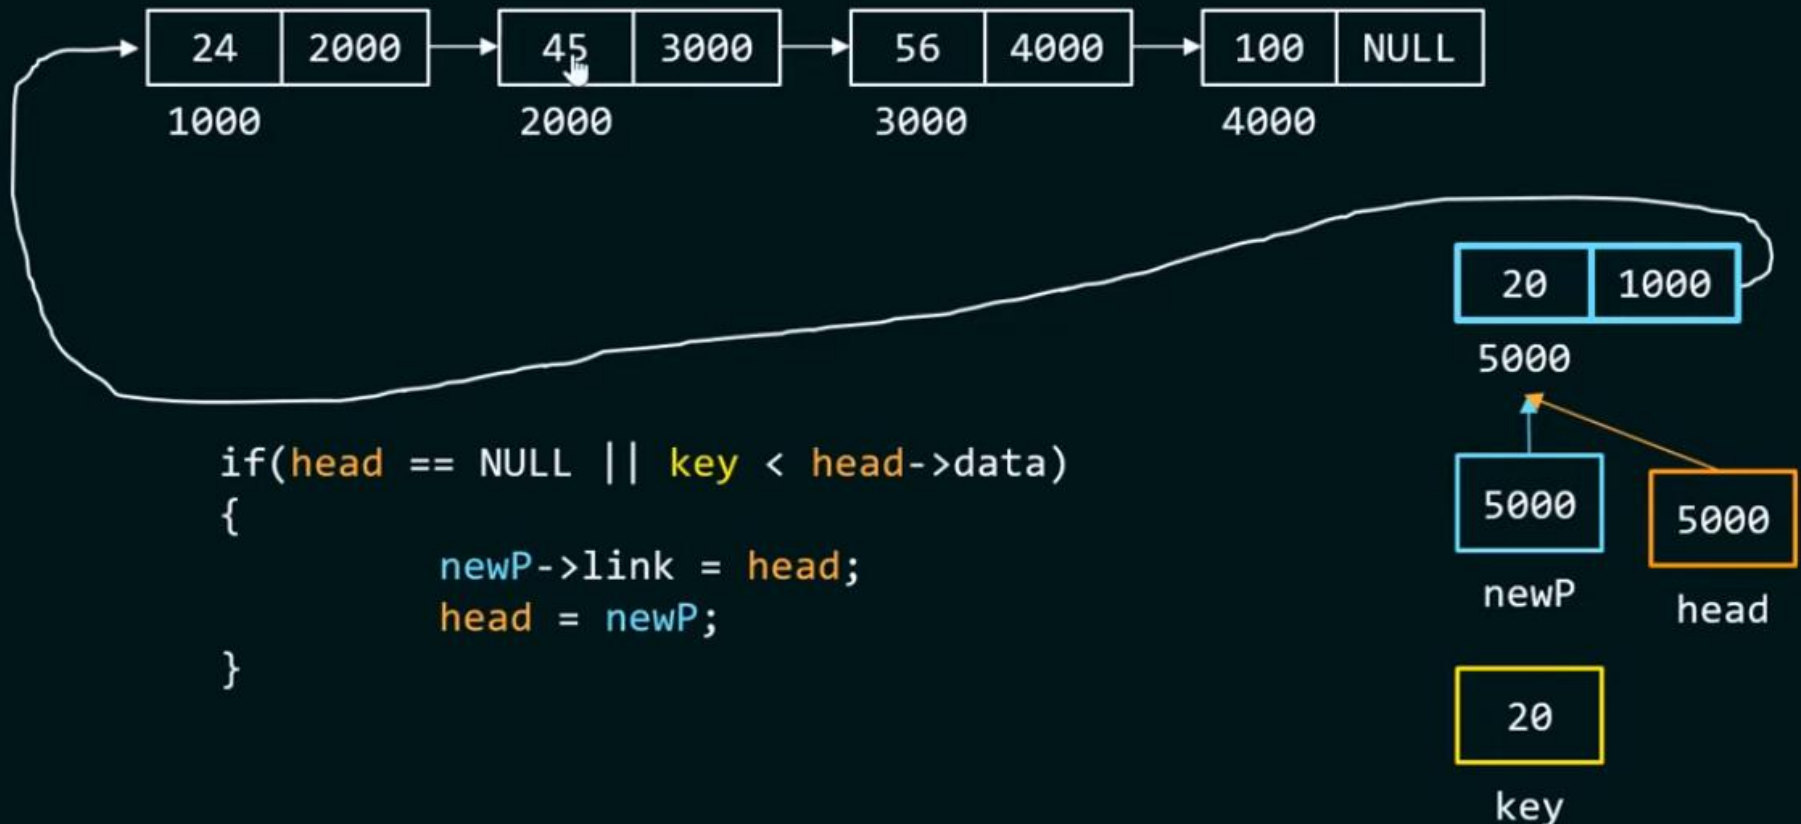 24 2000 45 3000 56 4000 100 NULL
1000 2000 3000 4000
20 1000
5000
if(head == NULL || key < head->data)
{
newP->link = head;
head = newP;
}
5000
newP
5000
head
20
key